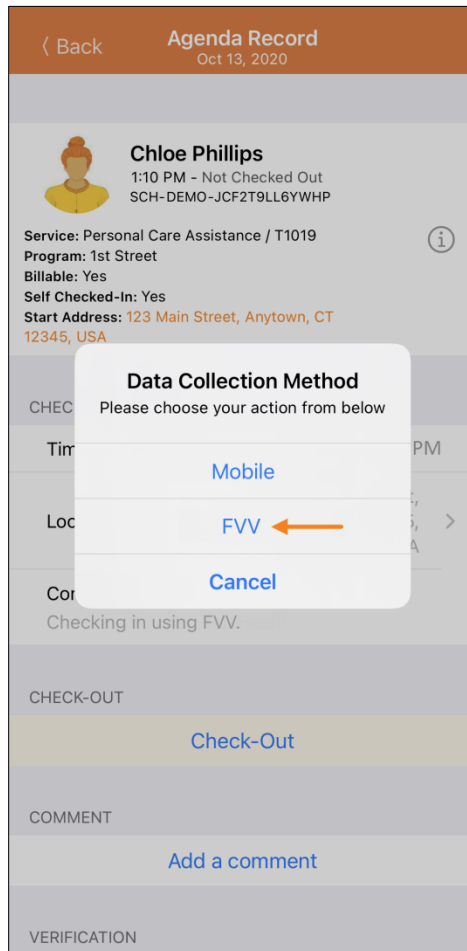 Back
Agenda Record
Oct 13, 2020
Chloe Phillips
1:10 PM - Not Checked Out
SCH-DEMO-JCF2T9LL6YWHP
Service: Personal Care Assistance / T1019
Program: 1st Street
Billable: Yes
Self Checked-In: Yes
Start Address: 123 Main Street, Anytown, CT
12345, USA
Data Collection Method
Please choose your action from below
Mobile
FVV
Cancel
PM
Checking in using FVV.
CHECK-OUT
Check-Out
COMMENT
Add a comment
VERIFICATION